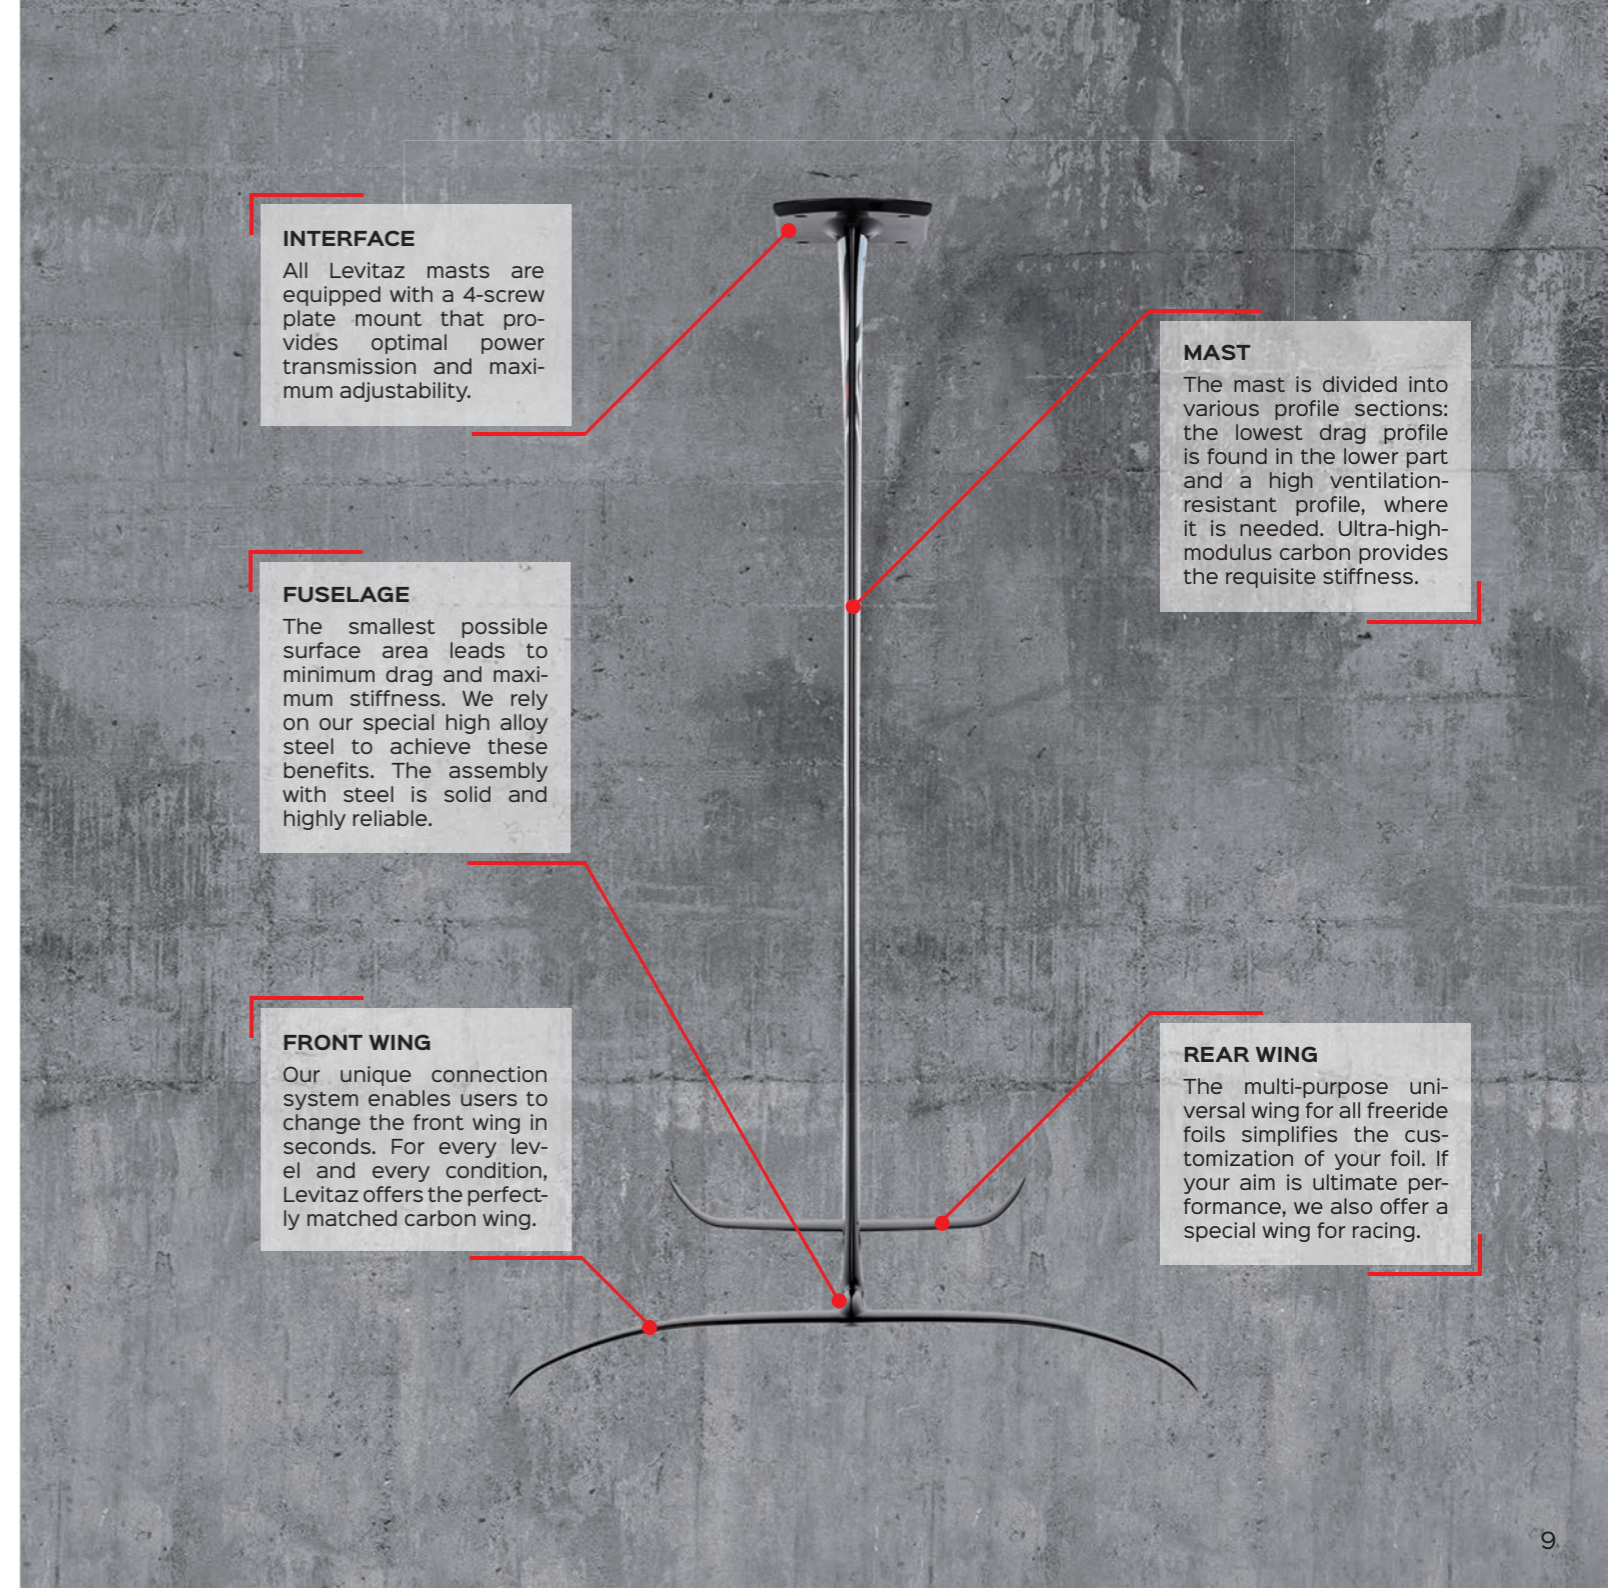 INTERFACE
All Levitaz masts are
equipped with a 4-screw
plate mount that pro-
vides optimal power
transmission and maxi-
mum adjustability.
MAST
The mast is divided into
various profile sections:
the lowest drag profile
is found in the lower part
and a high ventilation-
resistant profile, where
it is needed. Ultra-high-
modulus carbon provides
the requisite stiffness.
FUSELAGE
The smallest possible
surface area leads to
minimum drag and maxi-
mum stiffness. We rely
on our special high alloy
steel to achieve these
benefits. The assembly
with steel is solid and
highly reliable.
FRONT WING
Our unique connection
system enables users to
change the front wing in
seconds. For every lev-
el and every condition,
Levitaz offers the perfect-
ly matched carbon wing.
REAR WING
The multi-purpose uni-
versal wing for all freeride
foils simplifies the cus-
tomization of your foil. If
your aim is ultimate per-
formance, we also offer a
special wing for racing.
9